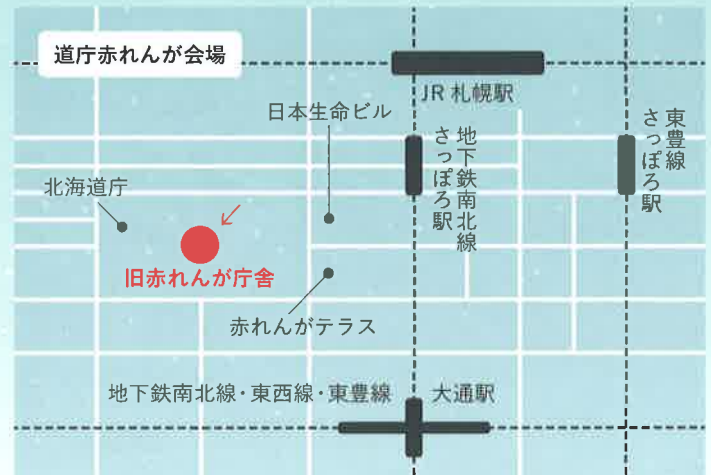 道庁赤れんが会場
JR 札幌駅
日本生命ビル
地下鉄南北線
さっぽろ駅
東豊線
さっぽろ駅
北海道庁
旧赤れんが庁舎
赤れんがテラス
地下鉄南北線・東西線・東豊線 大通駅